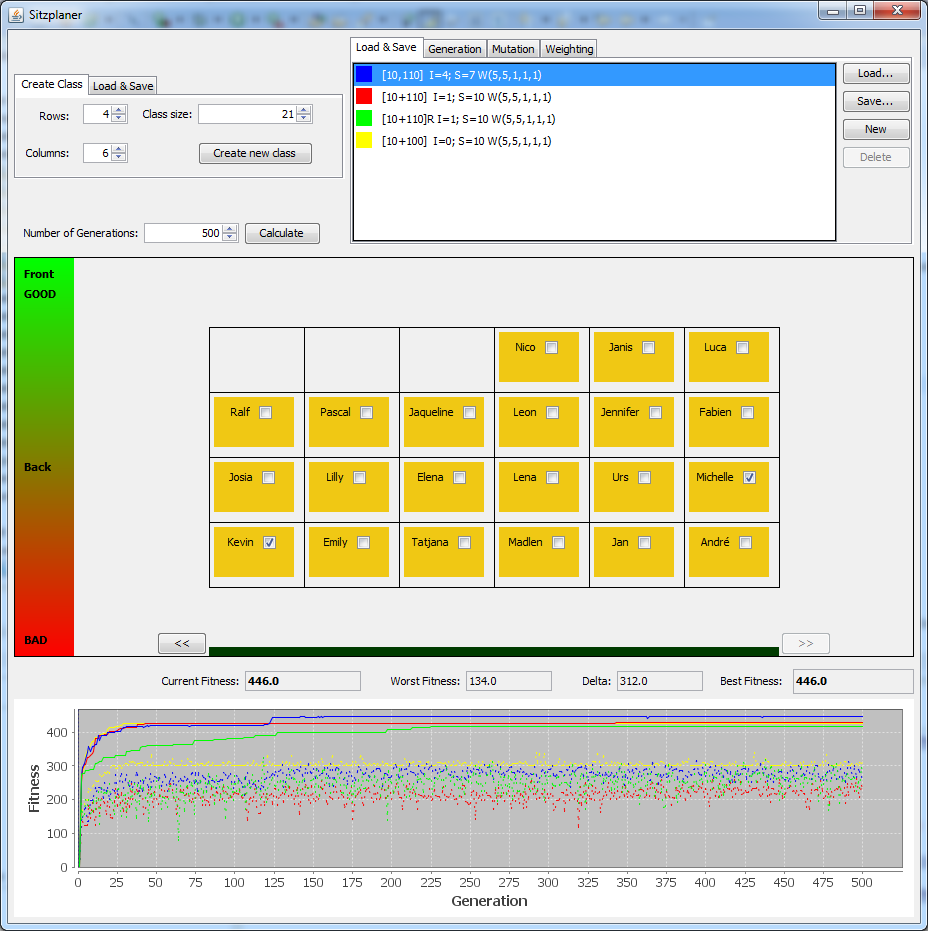 Sitzplaner
Load & Save Generation Mutation Weighting
[10,110] I=4; S=7 W(5,5,1,1,1)
[10+110] I=1; S=10 W(5,5,1,1,1)
[10+110]R I=1; S=10 W(5,5,1,1,1)
[10+100] I=0; S=10 W(5,5,1,1,1)
Load...
Save...
New
Delete
Create Class Load & Save
Rows: 4 Class size: 21
Columns: 6 Create new class
Number of Generations: 500 Calculate
Front
GOOD
Back
BAD
Nico Janis Luca
Ralf Pascal Jaqueline Leon Jennifer Fabien
Josia Lilly Elena Lena Urs Michelle
Kevin Emily Tatjana Madlen Jan André
<< >>
Current Fitness: 446.0 Worst Fitness: 134.0 Delta: 312.0 Best Fitness: 446.0
Fitness
400
300
200
100
0
0 25 50 75 100 125 150 175 200 225 250 275 300 325 350 375 400 425 450 475 500
Generation